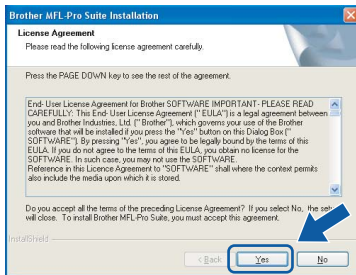 Brother MFL-Pro Suite Installation
License Agreement
Please read the following license agreement carefully.
Press the PAGE DOWN key to see the rest of the agreement.
End- User License Agreement for Brother SOFTWARE IMPORTANT- PLEASE READ
CAREFULLY: This End- User License Agreement (" EULA") is a legal agreement between
you and Brother Industries, Ltd. (" Brother"), which governs your use of the Brother
software that will be installed if you press the "Yes" button on this Dialog Box ("
SOFTWARE"). By pressing "Yes", you agree to be legally bound by the terms of this
EULA. If you do not agree to the terms of this EULA, you obtain no license for the
SOFTWARE. In such case, you may not use the SOFTWARE.
Reference in this Licence Agreement to "SOFTWARE" shall where the context permits
also include the media upon which it is stored.
Do you accept all the terms of the preceding License Agreement? If you select No, the
will close. To install Brother MFL-Pro Suite, you must accept this agreement.
InstallShield
< Back
Yes
No